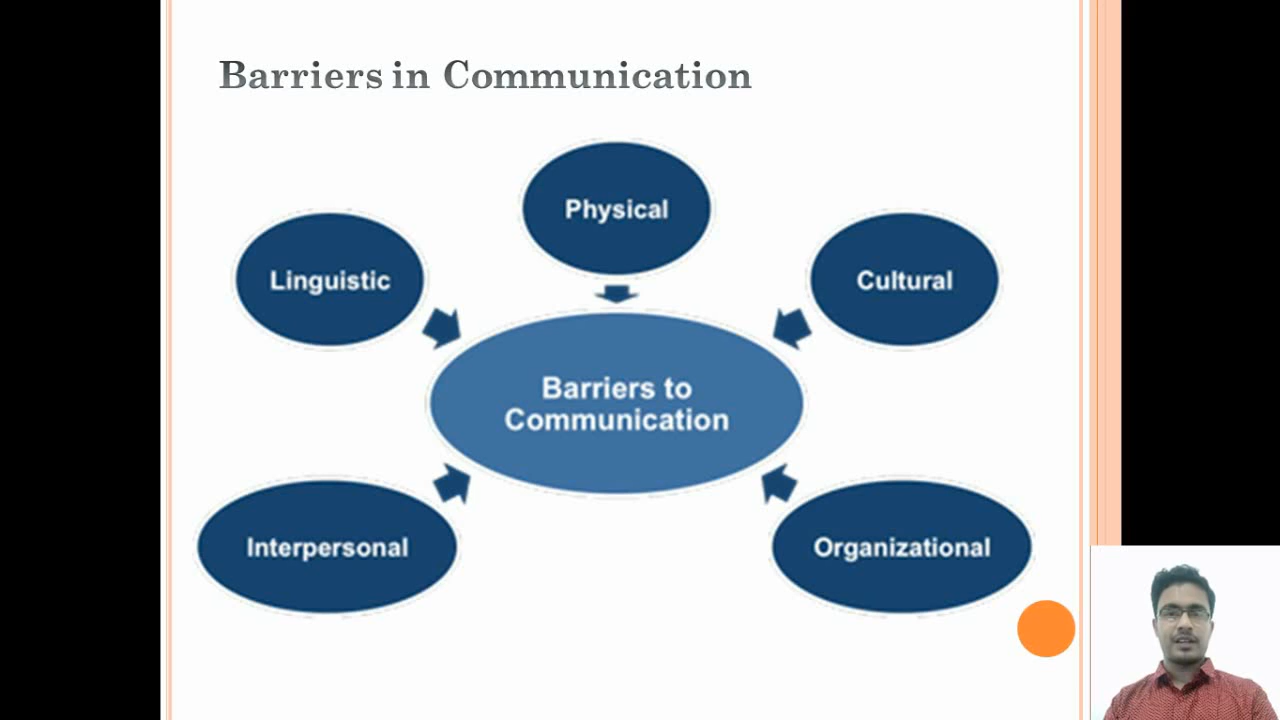 Barriers in Communication
Physical
Linguistic
Cultural
Barriers to
Communication
Interpersonal
Organizational